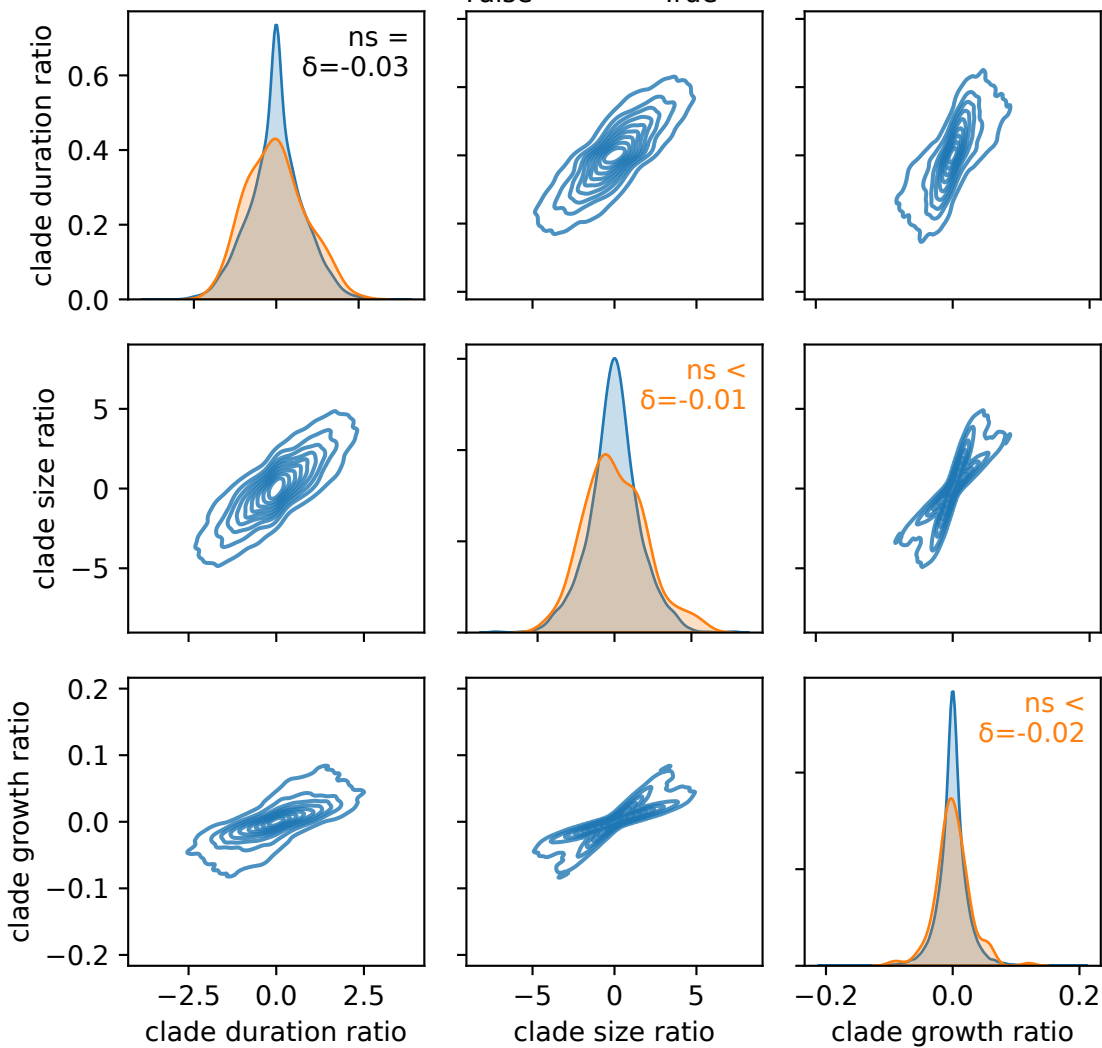 ns =
δ=-0.03
clade duration ratio
0.6
0.4
0.2
0.0
ns <
δ=-0.01
clade size ratio
5
0
−5
ns <
δ=-0.02
clade growth ratio
0.2
0.1
0.0
−0.1
−0.2
−2.5 0.0 2.5 −5 0 5 −0.2 0.0 0.2
clade duration ratio clade size ratio clade growth ratio